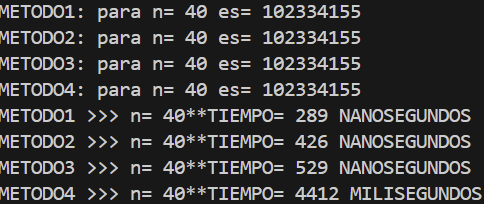 METODO1: para n= 40 es= 102334155
METODO2: para n= 40 es= 102334155
METODO3: para n= 40 es= 102334155
METODO4: para n= 40 es= 102334155
METODO1 >>> n= 40**TIEMPO= 289 NANOSEGUNDOS
METODO2 >>> n= 40**TIEMPO= 426 NANOSEGUNDOS
METODO3 >>> n= 40**TIEMPO= 529 NANOSEGUNDOS
METODO4 >>> n= 40**TIEMPO= 4412 MILISEGUNDOS